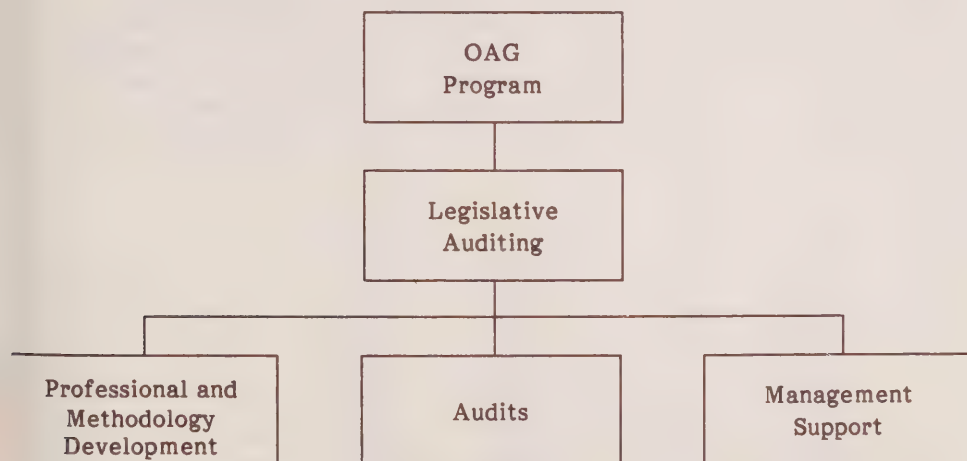 OAG
Program
Legislative
Auditing
Professional and
Methodology
Development
Audits
Management
Support